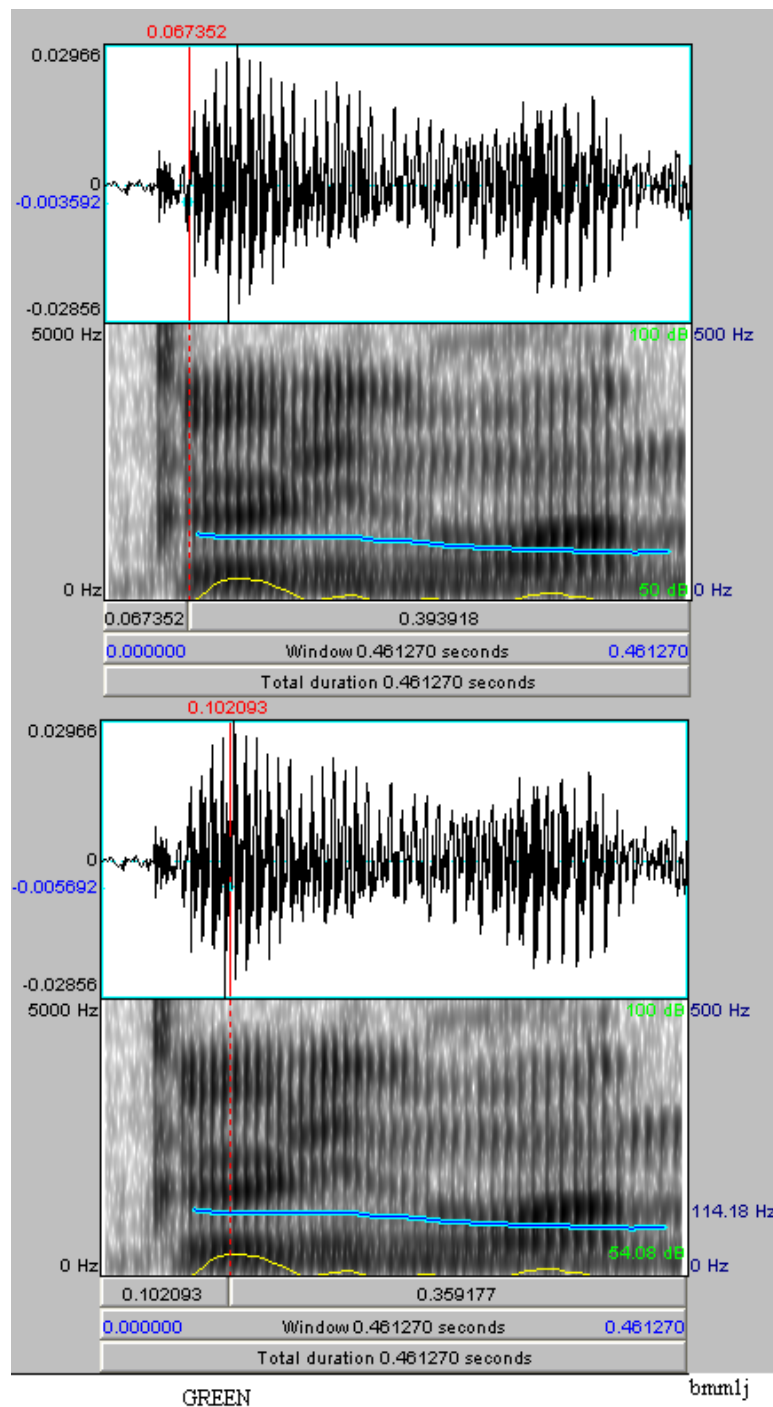 0.067352
0.02966
0
-0.003592
-0.02856
5000 Hz 100 dB 500 Hz
0 Hz 50 dB 0 Hz
0.067352 0.393918
0.000000 Window 0.461270 seconds 0.461270
Total duration 0.461270 seconds
0.102093
0.02966
0
-0.005692
-0.02856
5000 Hz 100 dB 500 Hz
114.18 Hz
54.08 dB
0 Hz 0 Hz
0.102093 0.359177
0.000000 Window 0.461270 seconds 0.461270
Total duration 0.461270 seconds
GREEN bmm1j